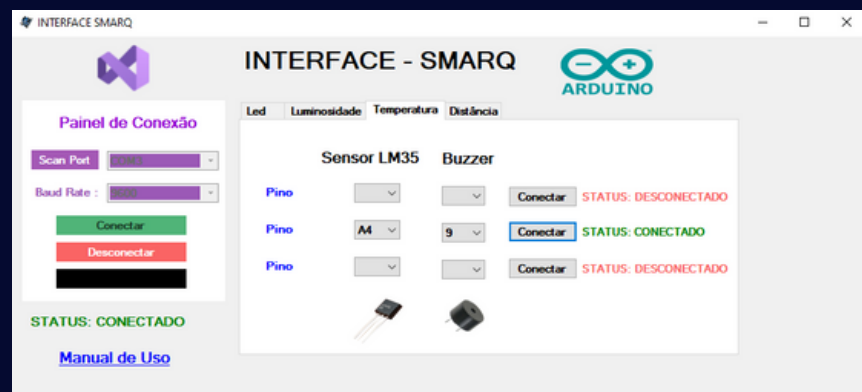 INTERFACE SMARQ
INTERFACE - SMARQ
ARDUINO
Painel de Conexão
Scan Port
Baud Rate :
Conectar
Desconectar
STATUS: CONECTADO
Manual de Uso
Led Luminosidade Temperatura Distância
Sensor LM35 Buzzer
Pino Conectar STATUS: DESCONECTADO
Pino A4 9 Conectar STATUS: CONECTADO
Pino Conectar STATUS: DESCONECTADO